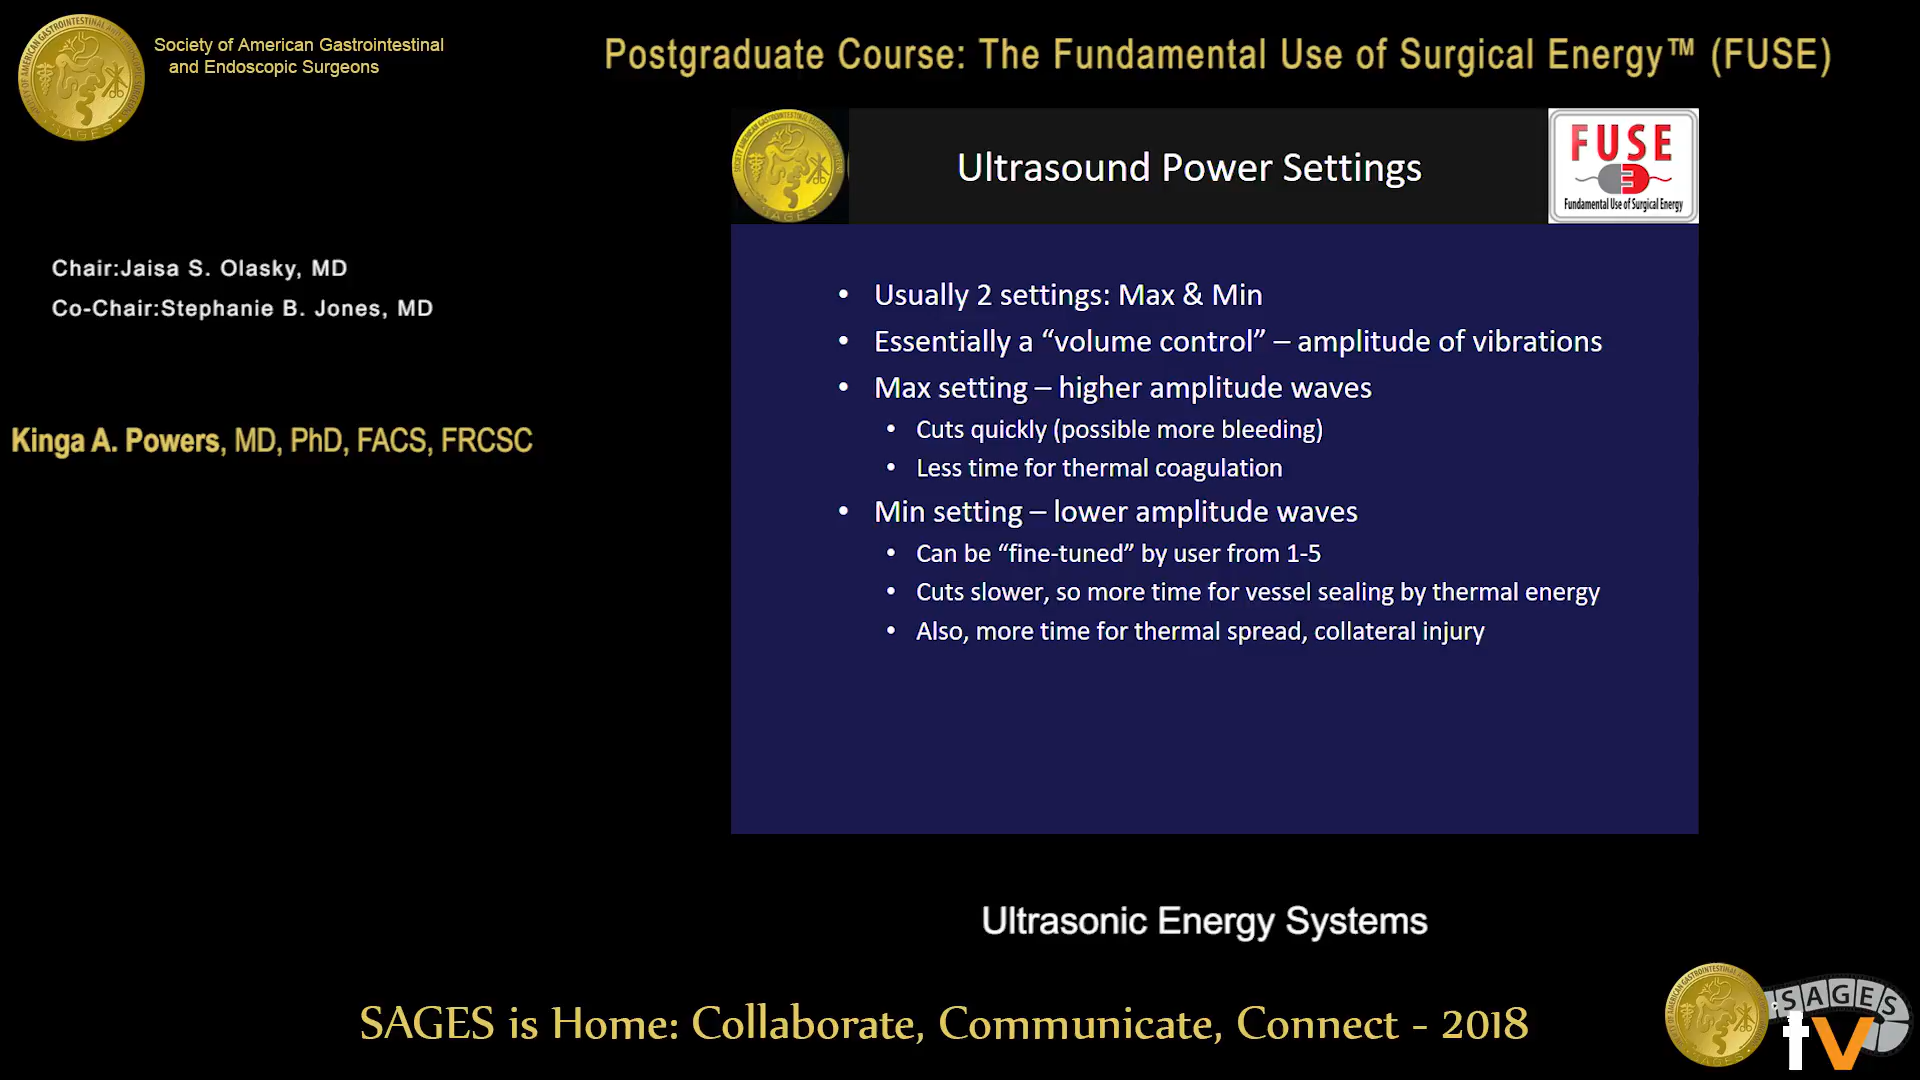 Society of American Gastrointestinal
and Endoscopic Surgeons
Postgraduate Course: The Fundamental Use of Surgical Energy™ (FUSE)
Ultrasound Power Settings
FUSE
Fundamental Use of Surgical Energy
Chair:Jaisa S. Olasky, MD
Co-Chair:Stephanie B. Jones, MD
Kinga A. Powers, MD, PhD, FACS, FRCSC
• Usually 2 settings: Max & Min
• Essentially a “volume control” – amplitude of vibrations
• Max setting – higher amplitude waves
• Cuts quickly (possible more bleeding)
• Less time for thermal coagulation
• Min setting – lower amplitude waves
• Can be “fine-tuned” by user from 1-5
• Cuts slower, so more time for vessel sealing by thermal energy
• Also, more time for thermal spread, collateral injury
Ultrasonic Energy Systems
SAGES is Home: Collaborate, Communicate, Connect - 2018
SAGES
tv